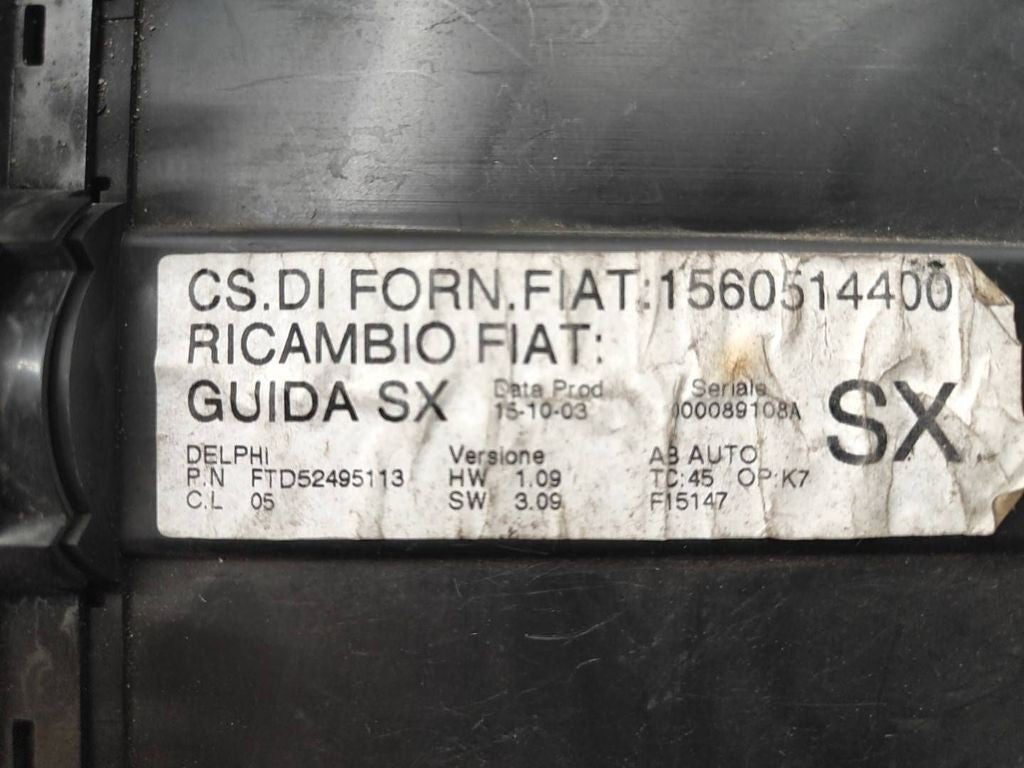 CS.DI FORN.FIAT:1560514400
RICAMBIO FIAT:
GUIDA SX
Data Prod
15-10-03
Seriale
000089108A
SX
DELPHI
P.N FTD52495113
C.L 05
Versione
HW 1.09
SW 3.09
AB AUTO
TC:45 OP:K7
F15147